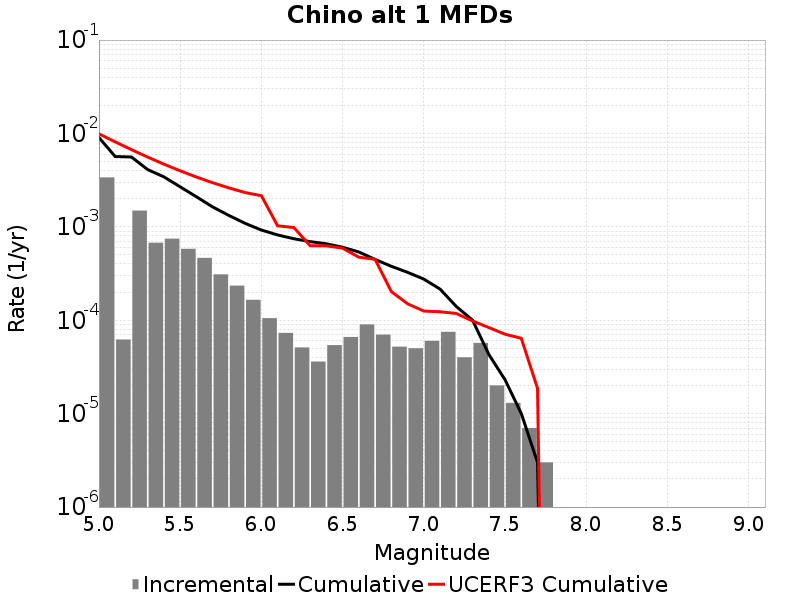 Chino alt 1 MFDs
10-1
10-2
10-3
10-4
10-5
10-6
Rate (1/yr)
5.0 5.5 6.0 6.5 7.0 7.5 8.0 8.5 9.0
Magnitude
Incremental Cumulative UCERF3 Cumulative